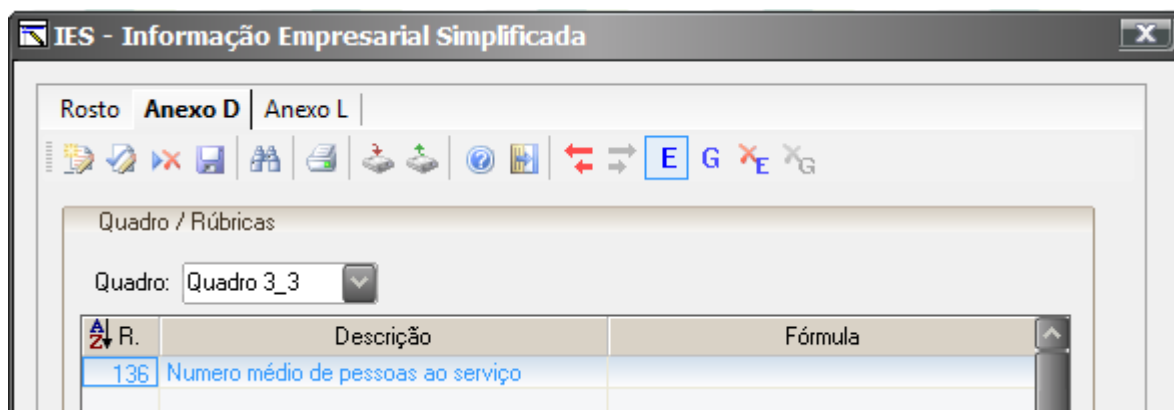 IES - Informação Empresarial Simplificada
Rosto Anexo D Anexo L
E G E G
Quadro / Rúbricas
Quadro: Quadro 3_3
R. Descrição Fórmula
136 Numero médio de pessoas ao serviço